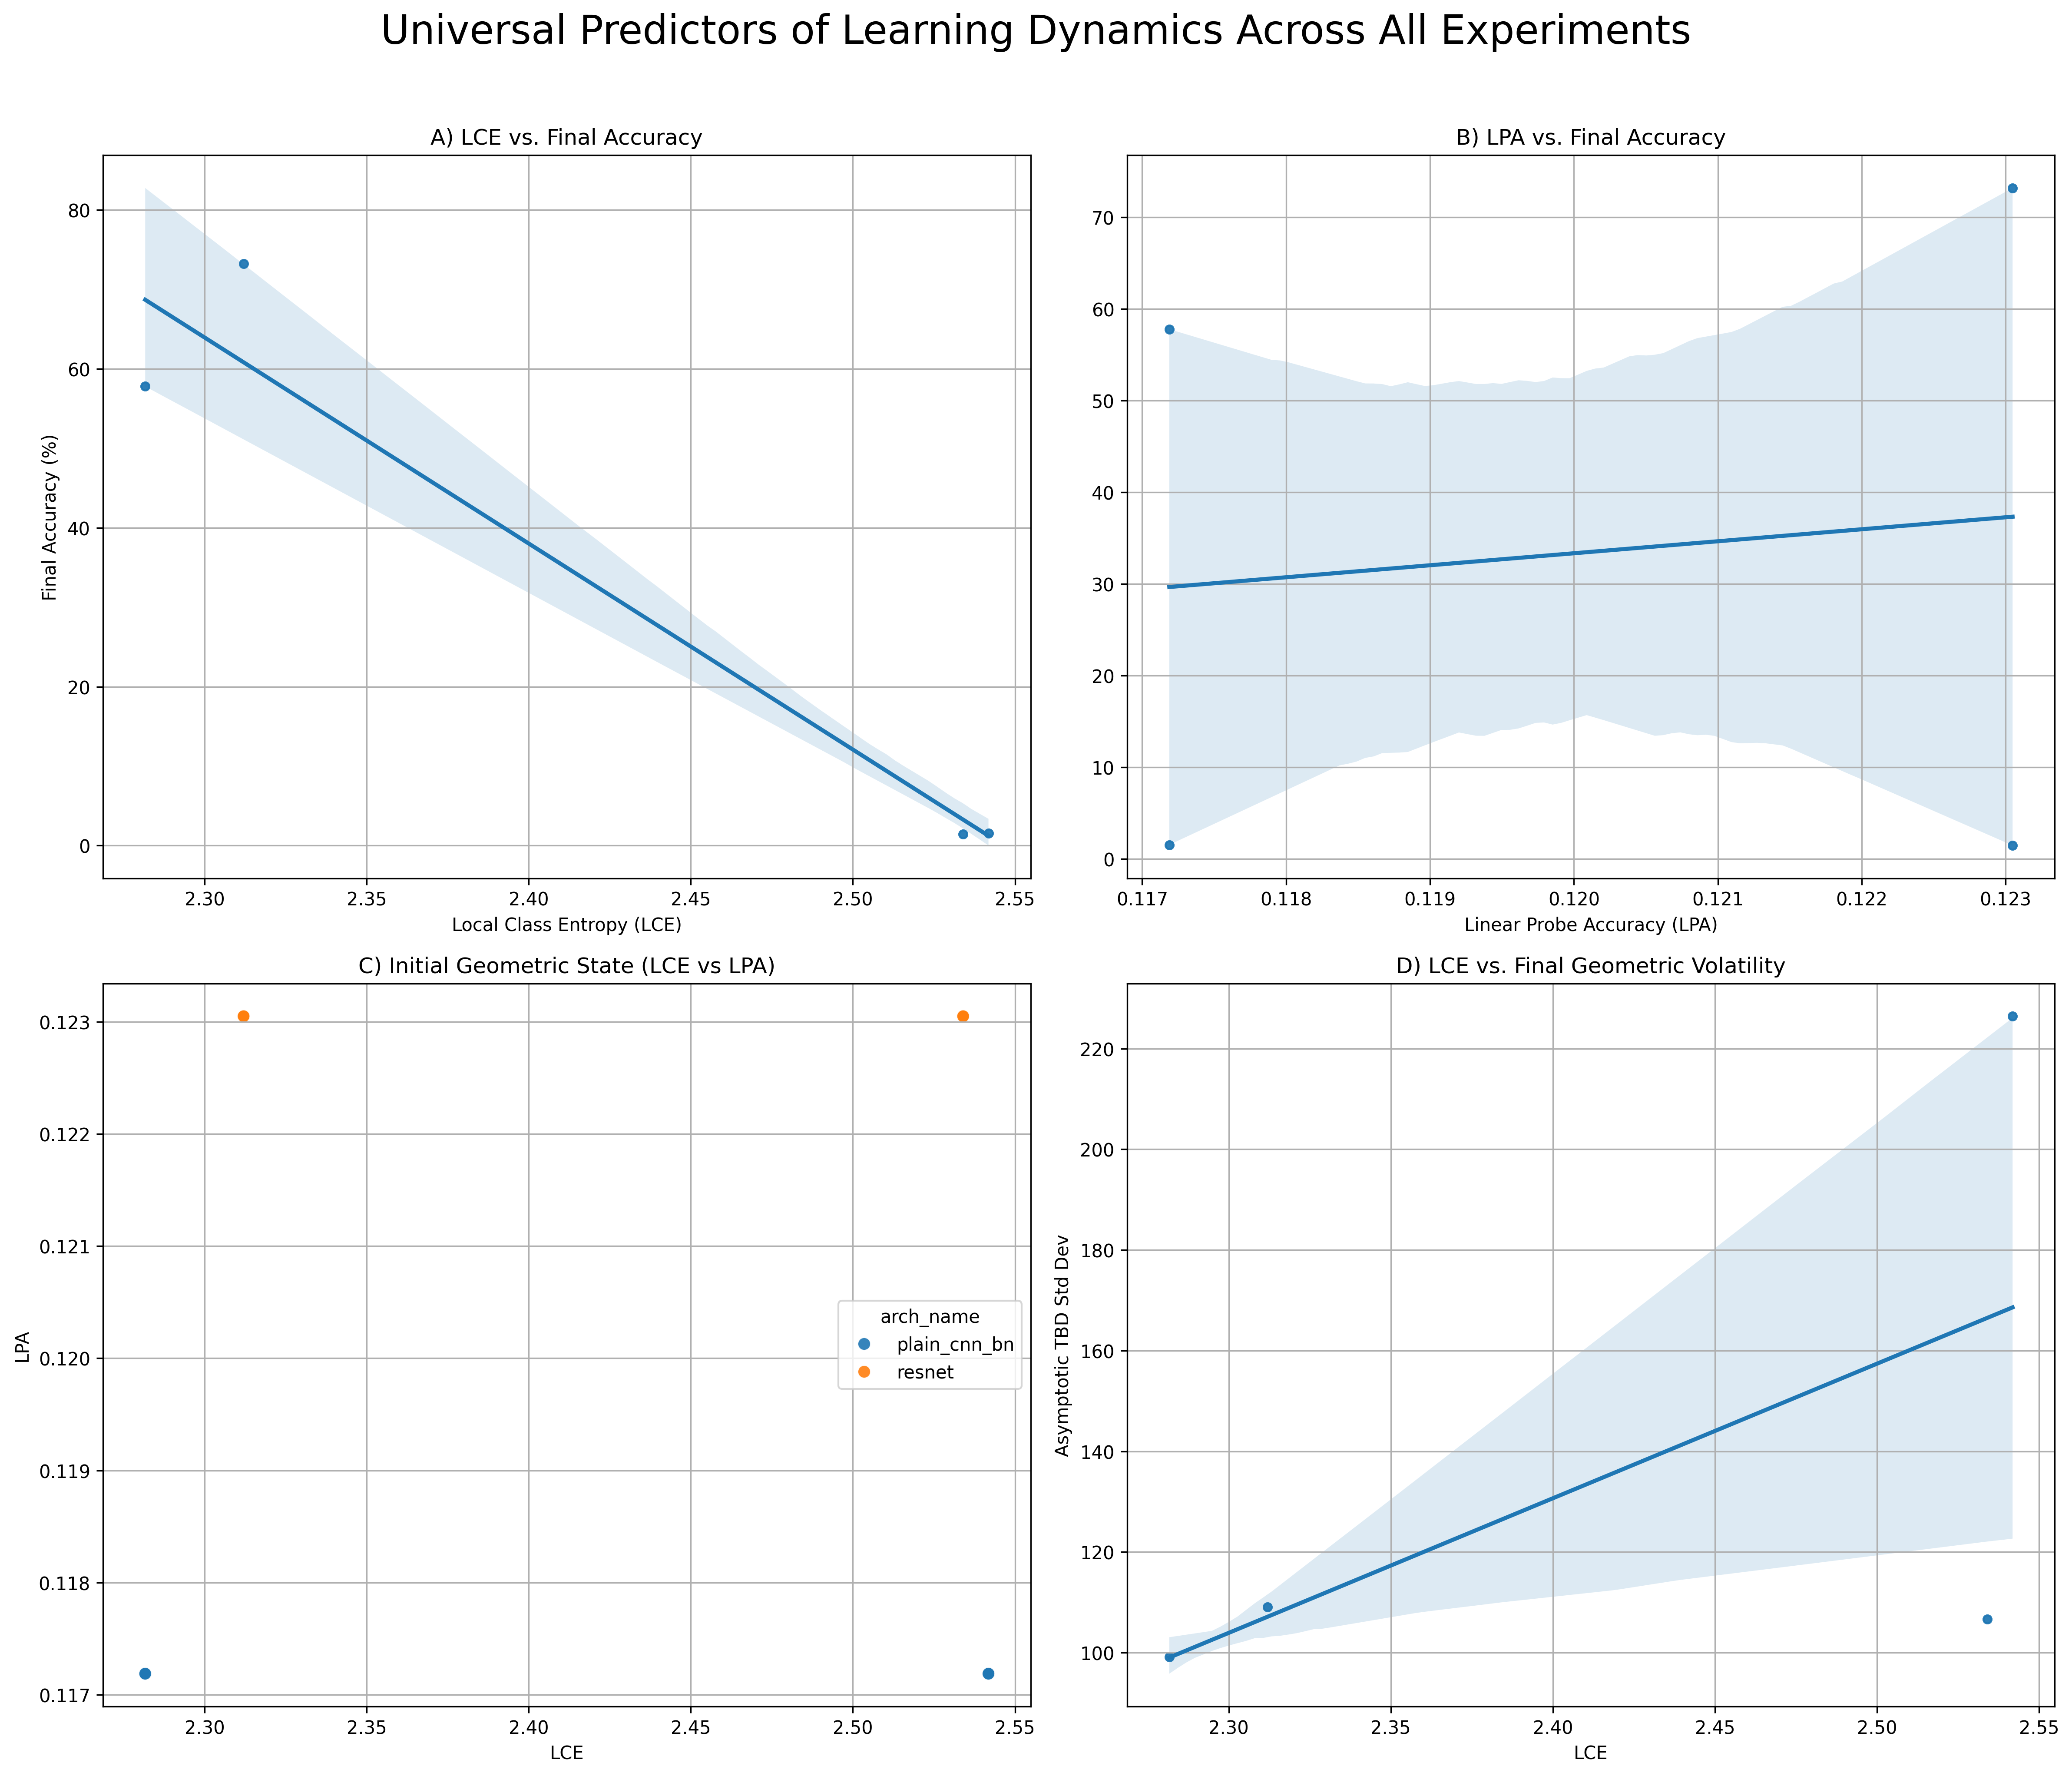 Universal Predictors of Learning Dynamics Across All Experiments
A) LCE vs. Final Accuracy
Final Accuracy (%)
80
60
40
20
0
2.30 2.35 2.40 2.45 2.50 2.55
Local Class Entropy (LCE)
B) LPA vs. Final Accuracy
70
60
50
40
30
20
10
0
0.117 0.118 0.119 0.120 0.121 0.122 0.123
Linear Probe Accuracy (LPA)
C) Initial Geometric State (LCE vs LPA)
LPA
0.123
0.122
0.121
0.120
0.119
0.118
0.117
arch_name
plain_cnn_bn
resnet
2.30 2.35 2.40 2.45 2.50 2.55
LCE
D) LCE vs. Final Geometric Volatility
Asymptotic TBD Std Dev
220
200
180
160
140
120
100
2.30 2.35 2.40 2.45 2.50 2.55
LCE